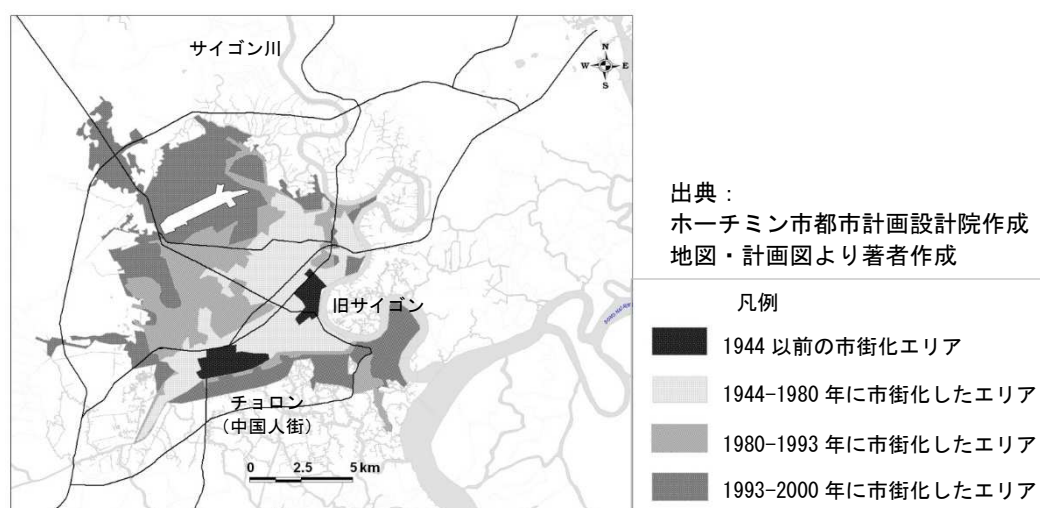 サイゴン川
N
W E
S
旧サイゴン
チョロン
（中国人街）
0 2.5 5 km
出典：
ホーチミン市都市計画設計院作成
地図・計画図より著者作成
凡例
1944 以前の市街化エリア
1944-1980 年に市街化したエリア
1980-1993 年に市街化したエリア
1993-2000 年に市街化したエリア